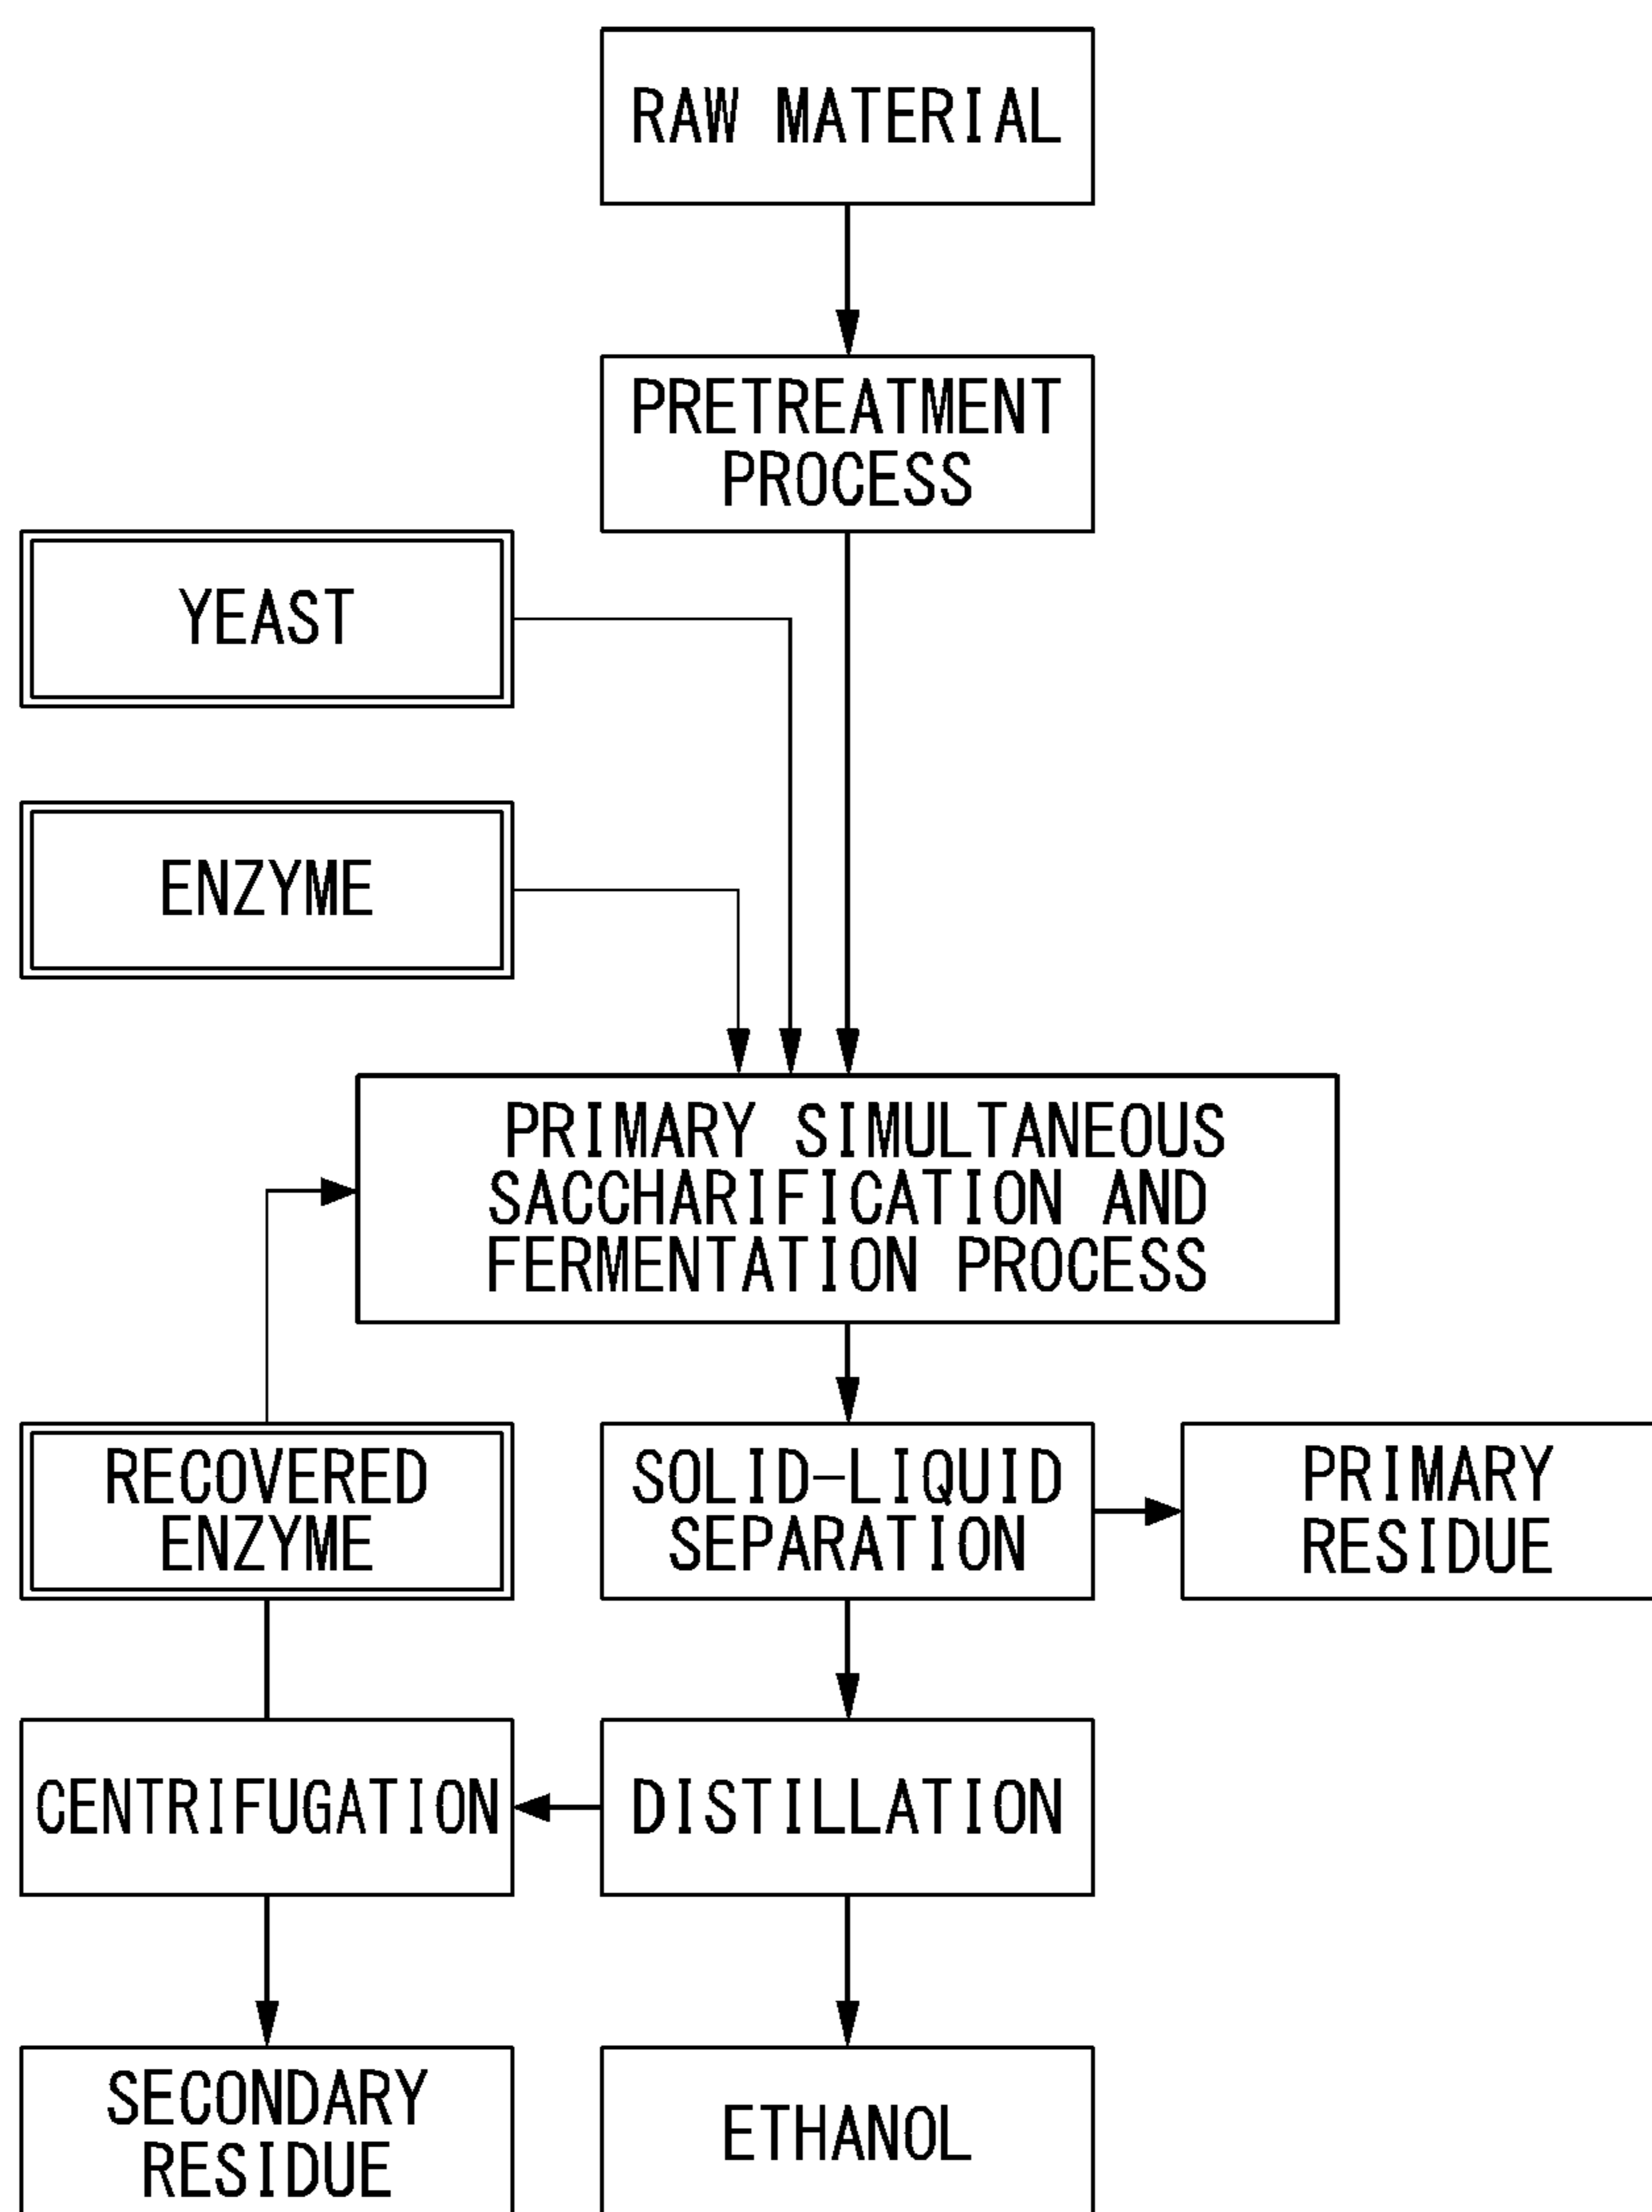 RAW MATERIAL
PRETREATMENT
PROCESS
YEAST
ENZYME
PRIMARY SIMULTANEOUS
SACCHARIFICATION AND
FERMENTATION PROCESS
RECOVERED
ENZYME
SOLID-LIQUID
SEPARATION
PRIMARY
RESIDUE
CENTRIFUGATION
DISTILLATION
SECONDARY
RESIDUE
ETHANOL